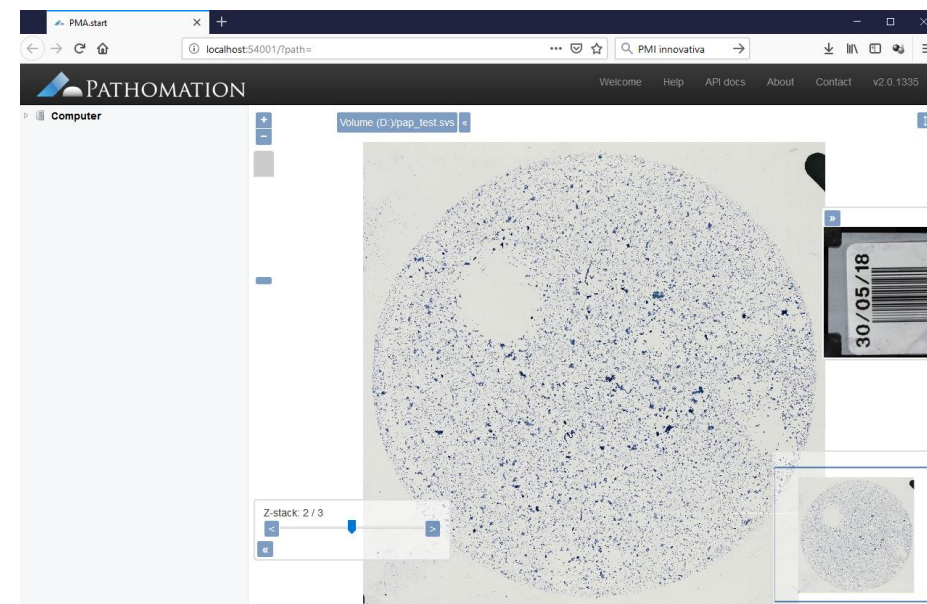 PMA.start
localhost:54001/?path=
PMI innovativa
PATHOMATION
Welcome Help API docs About Contact v2.0.1335
Computer
+
−
Volume (D:)/pap_test.svs «
»
30/05/18
Z-stack: 2 / 3
< >
«